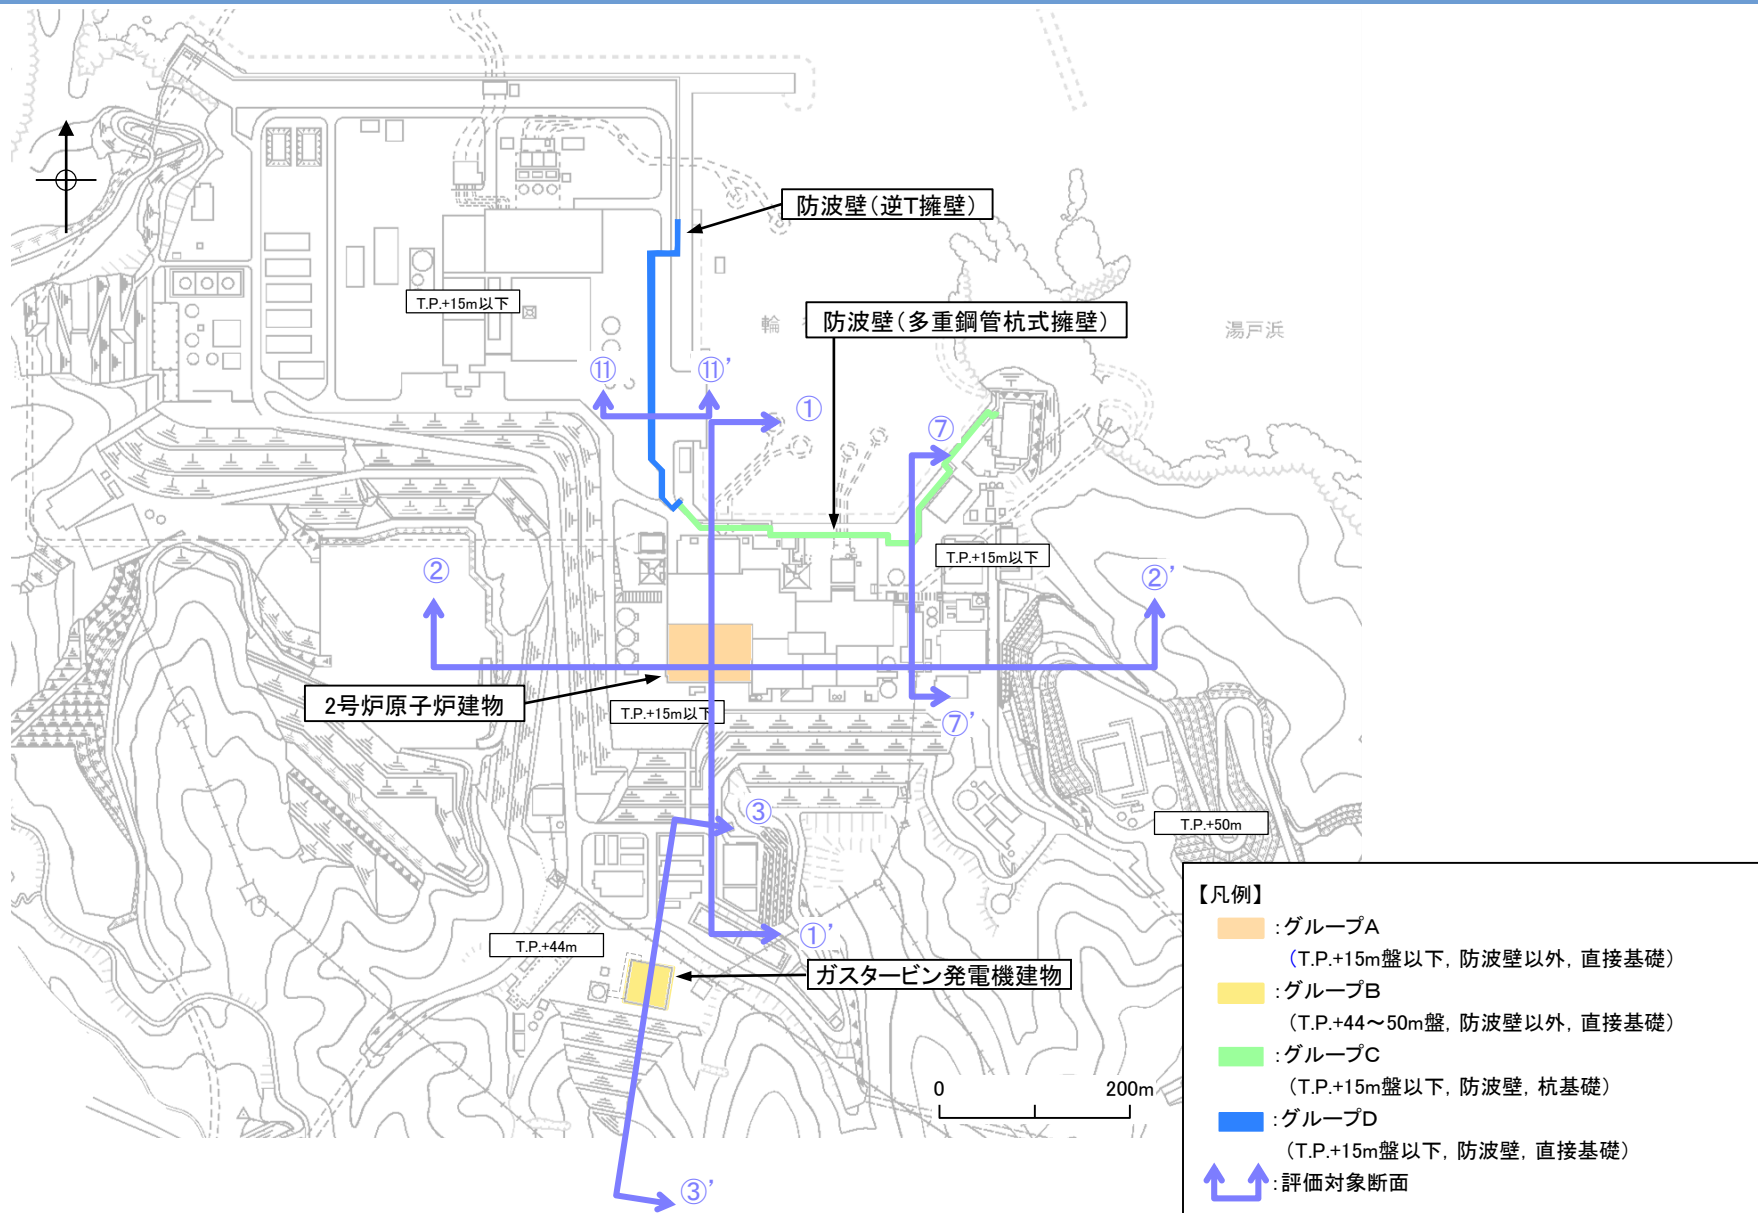 防波壁（逆T擁壁）
T.P.+15m以下
防波壁（多重鋼管杭式擁壁）
輪
湯戸浜
⑪
⑪'
①
⑦
T.P.+15m以下
②
②'
2号炉原子炉建物
T.P.+15m以下
⑦'
③
T.P.+50m
①'
T.P.+44m
ガスタービン発電機建物
0
200m
③'
【凡例】
：グループA
（T.P.+15m盤以下，防波壁以外，直接基礎）
：グループB
（T.P.+44～50m盤，防波壁以外，直接基礎）
：グループC
（T.P.+15m盤以下，防波壁，杭基礎）
：グループD
（T.P.+15m盤以下，防波壁，直接基礎）
：評価対象断面